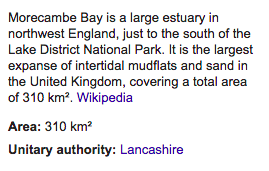 Morecambe Bay is a large estuary in
northwest England, just to the south of the
Lake District National Park. It is the largest
expanse of intertidal mudflats and sand in
the United Kingdom, covering a total area
of 310 km². Wikipedia
Area: 310 km²
Unitary authority: Lancashire